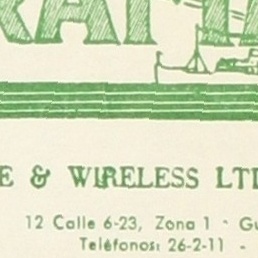 E & WIRELESS LTD
12 Calle 6-23, Zona 1 - Gu
Teléfonos: 26-2-11 -